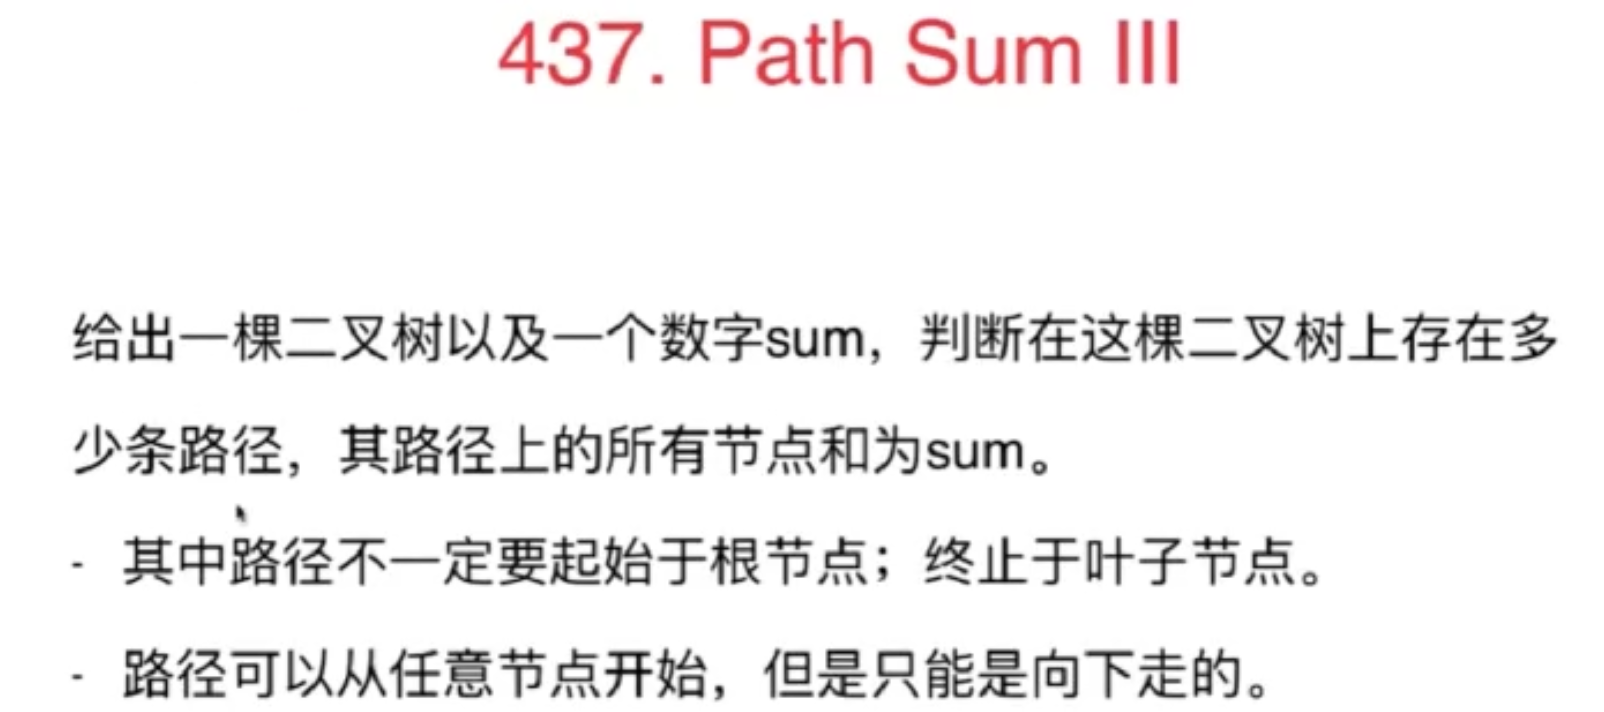 437. Path Sum III
给出一棵二叉树以及一个数字sum，判断在这棵二叉树上存在多
少条路径，其路径上的所有节点和为sum。
- 其中路径不一定要起始于根节点；终止于叶子节点。
- 路径可以从任意节点开始，但是只能是向下走的。